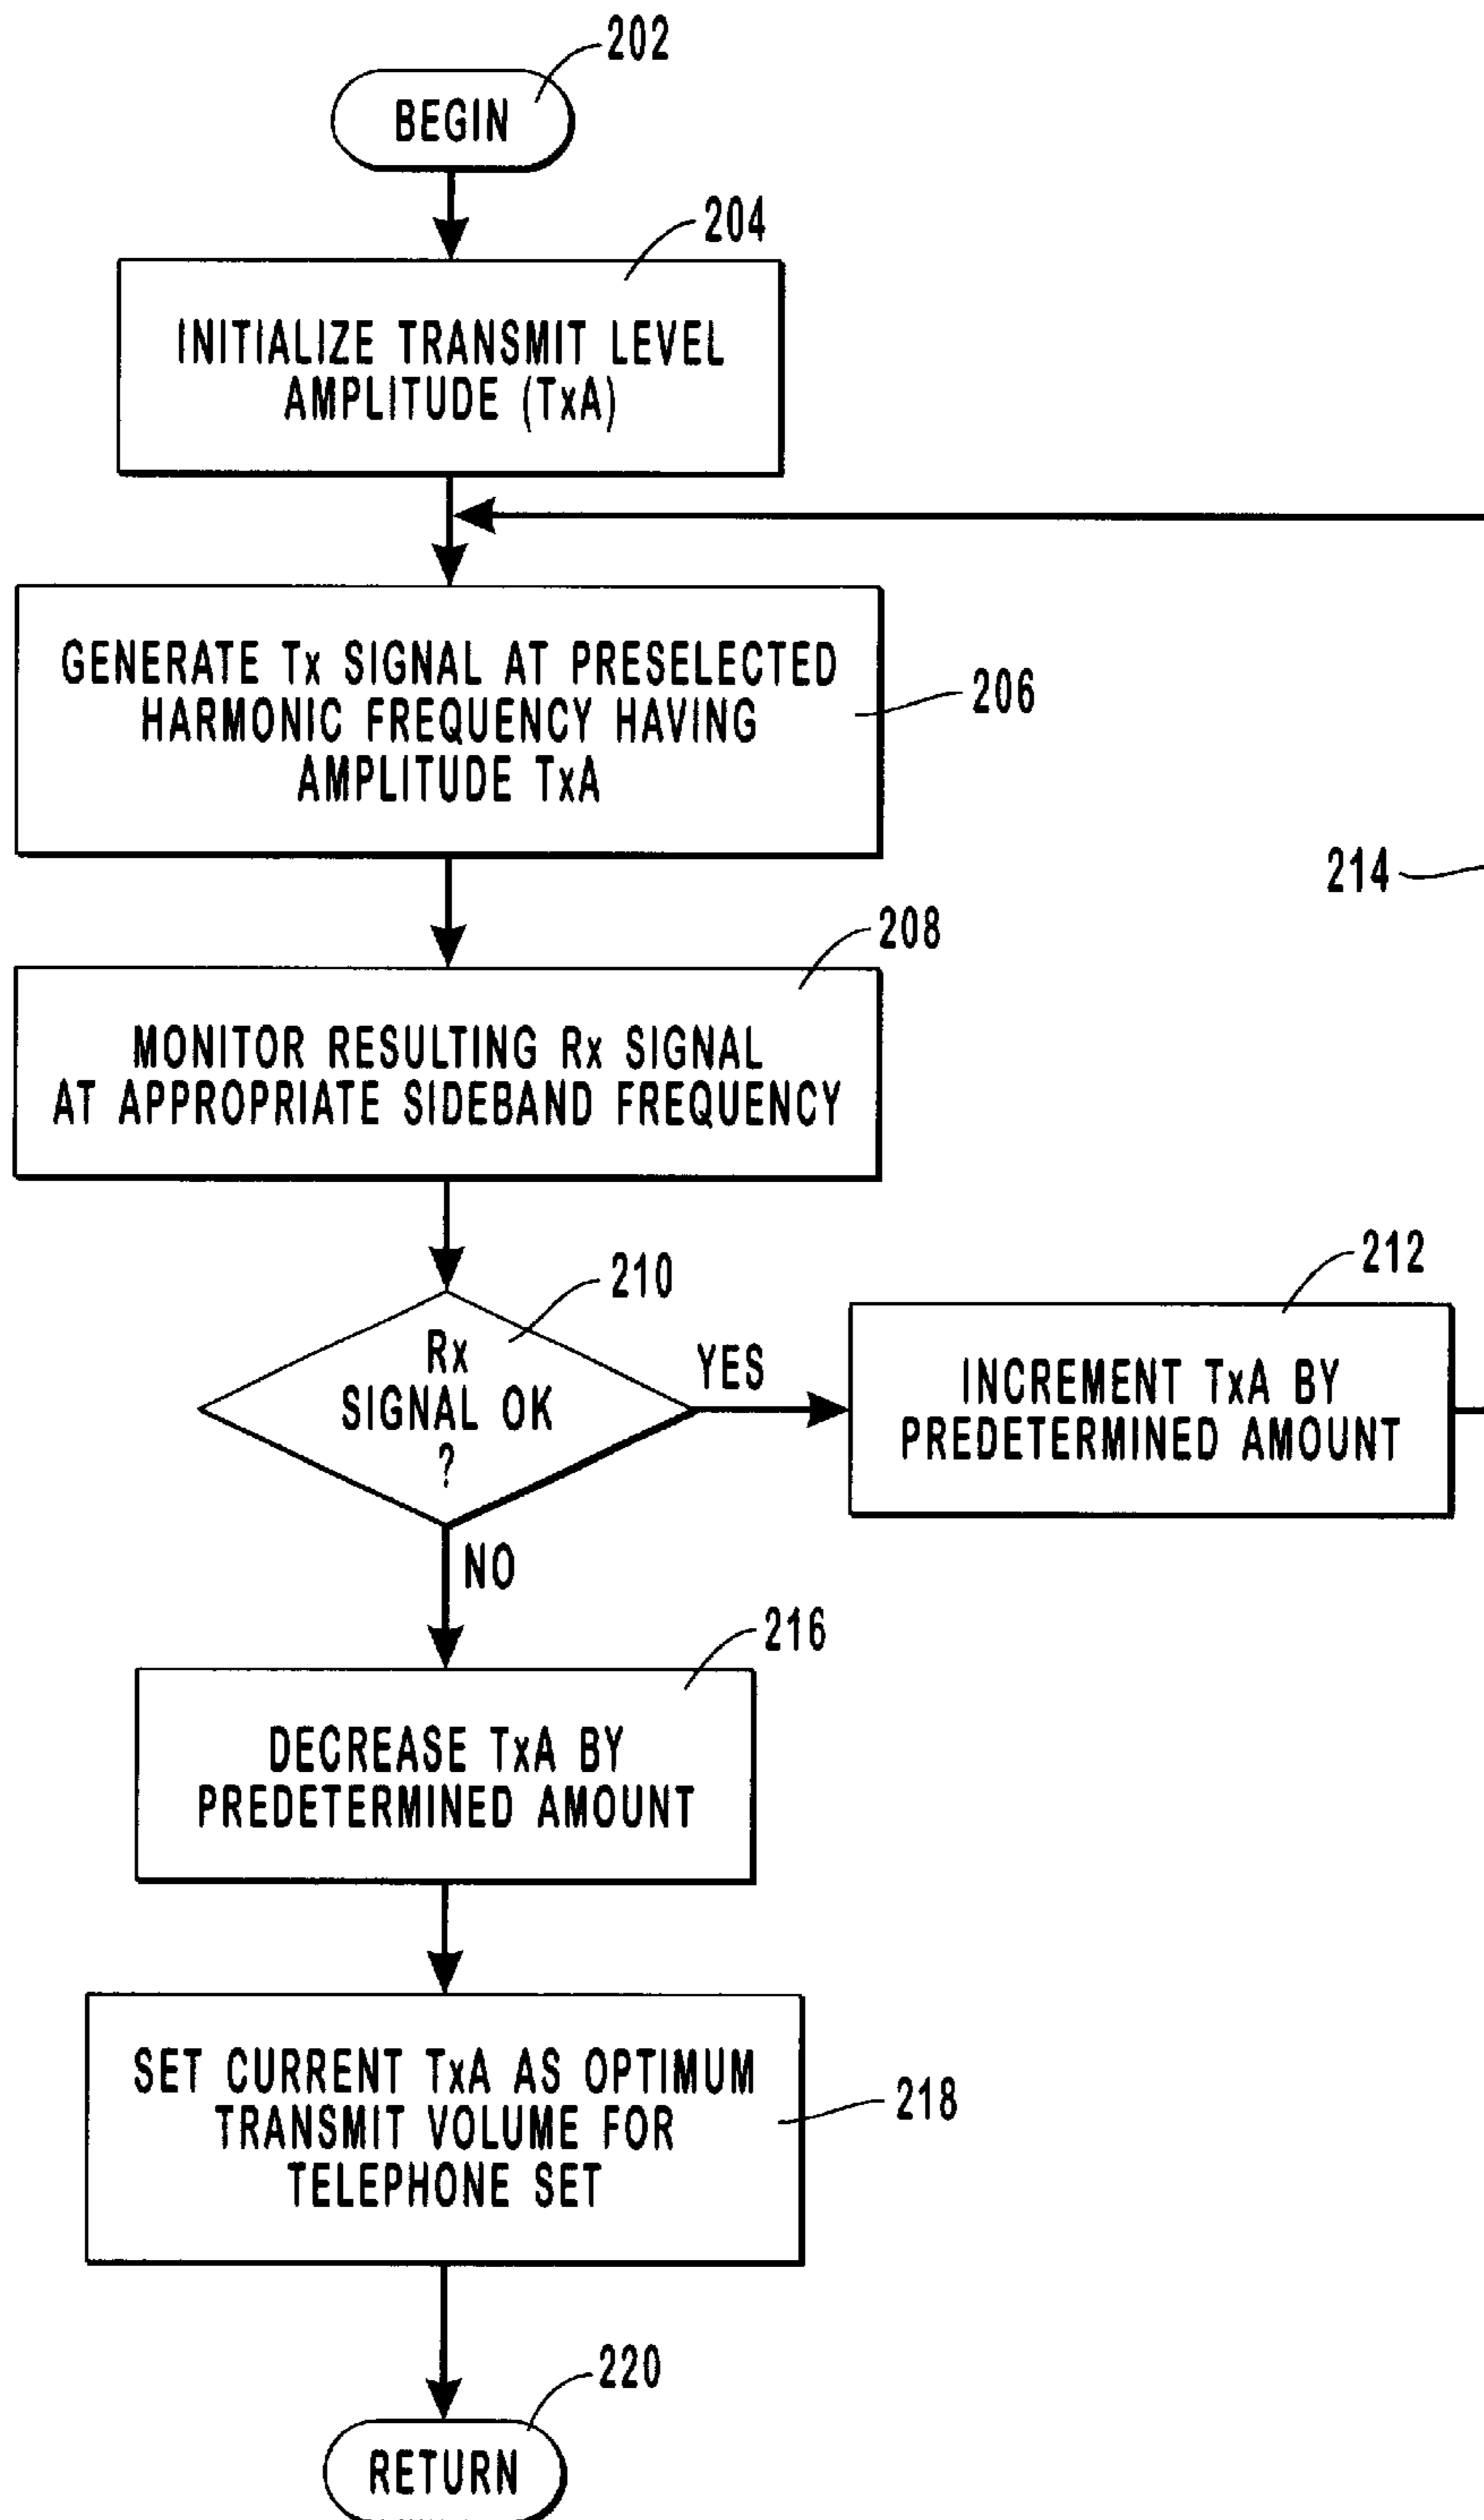 202
BEGIN
204
INITIALIZE TRANSMIT LEVEL
AMPLITUDE (TxA)
GENERATE Tx SIGNAL AT PRESELECTED
HARMONIC FREQUENCY HAVING
AMPLITUDE TxA
206
214
208
MONITOR RESULTING Rx SIGNAL
AT APPROPRIATE SIDEBAND FREQUENCY
210
Rx
SIGNAL OK
?
YES
212
INCREMENT TxA BY
PREDETERMINED AMOUNT
NO
216
DECREASE TxA BY
PREDETERMINED AMOUNT
SET CURRENT TxA AS OPTIMUM
TRANSMIT VOLUME FOR
TELEPHONE SET
218
220
RETURN